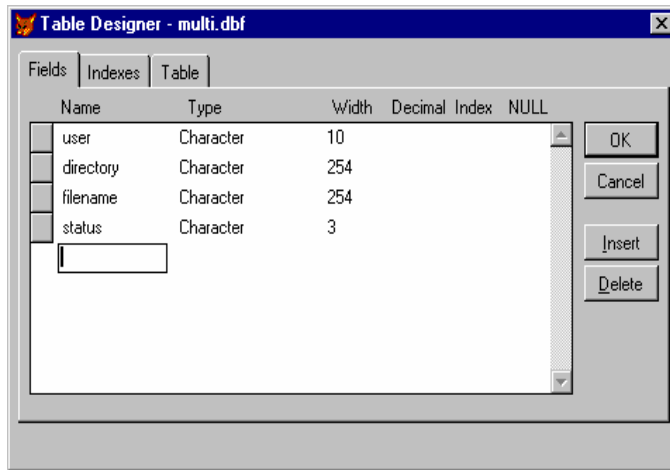 Table Designer - multi.dbf
Fields Indexes Table
Name Type Width Decimal Index NULL
user Character 10
directory Character 254
filename Character 254
status Character 3
OK
Cancel
Insert
Delete